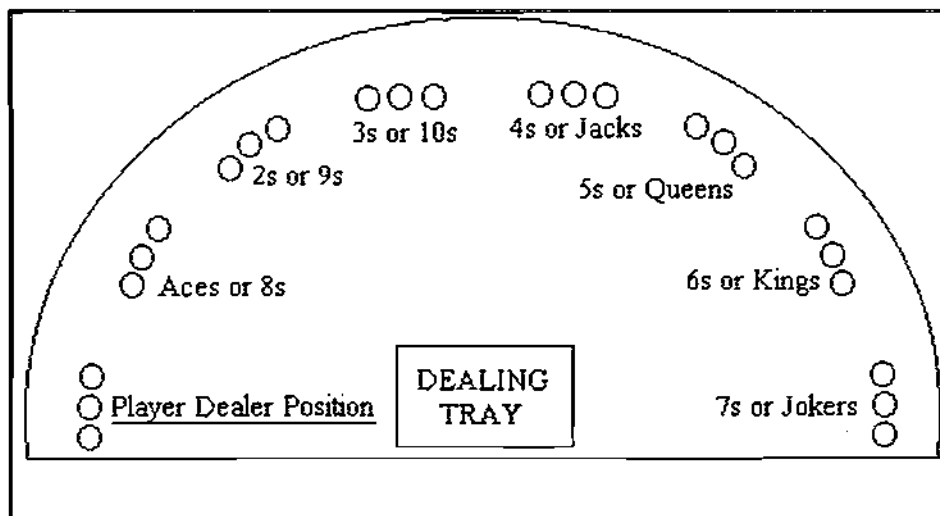 3s or 10s
4s or Jacks
2s or 9s
5s or Queens
Aces or 8s
6s or Kings
Player Dealer Position
DEALING
TRAY
7s or Jokers